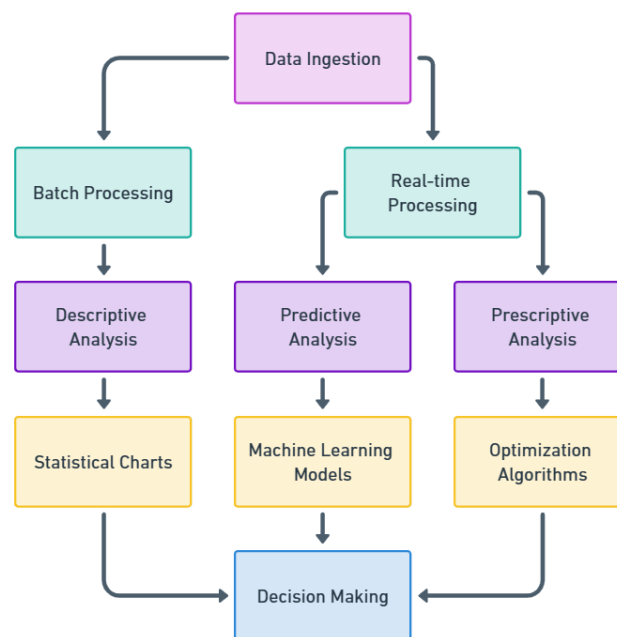 Data Ingestion
Batch Processing
Real-time
Processing
Descriptive
Analysis
Predictive
Analysis
Prescriptive
Analysis
Statistical Charts
Machine Learning
Models
Optimization
Algorithms
Decision Making